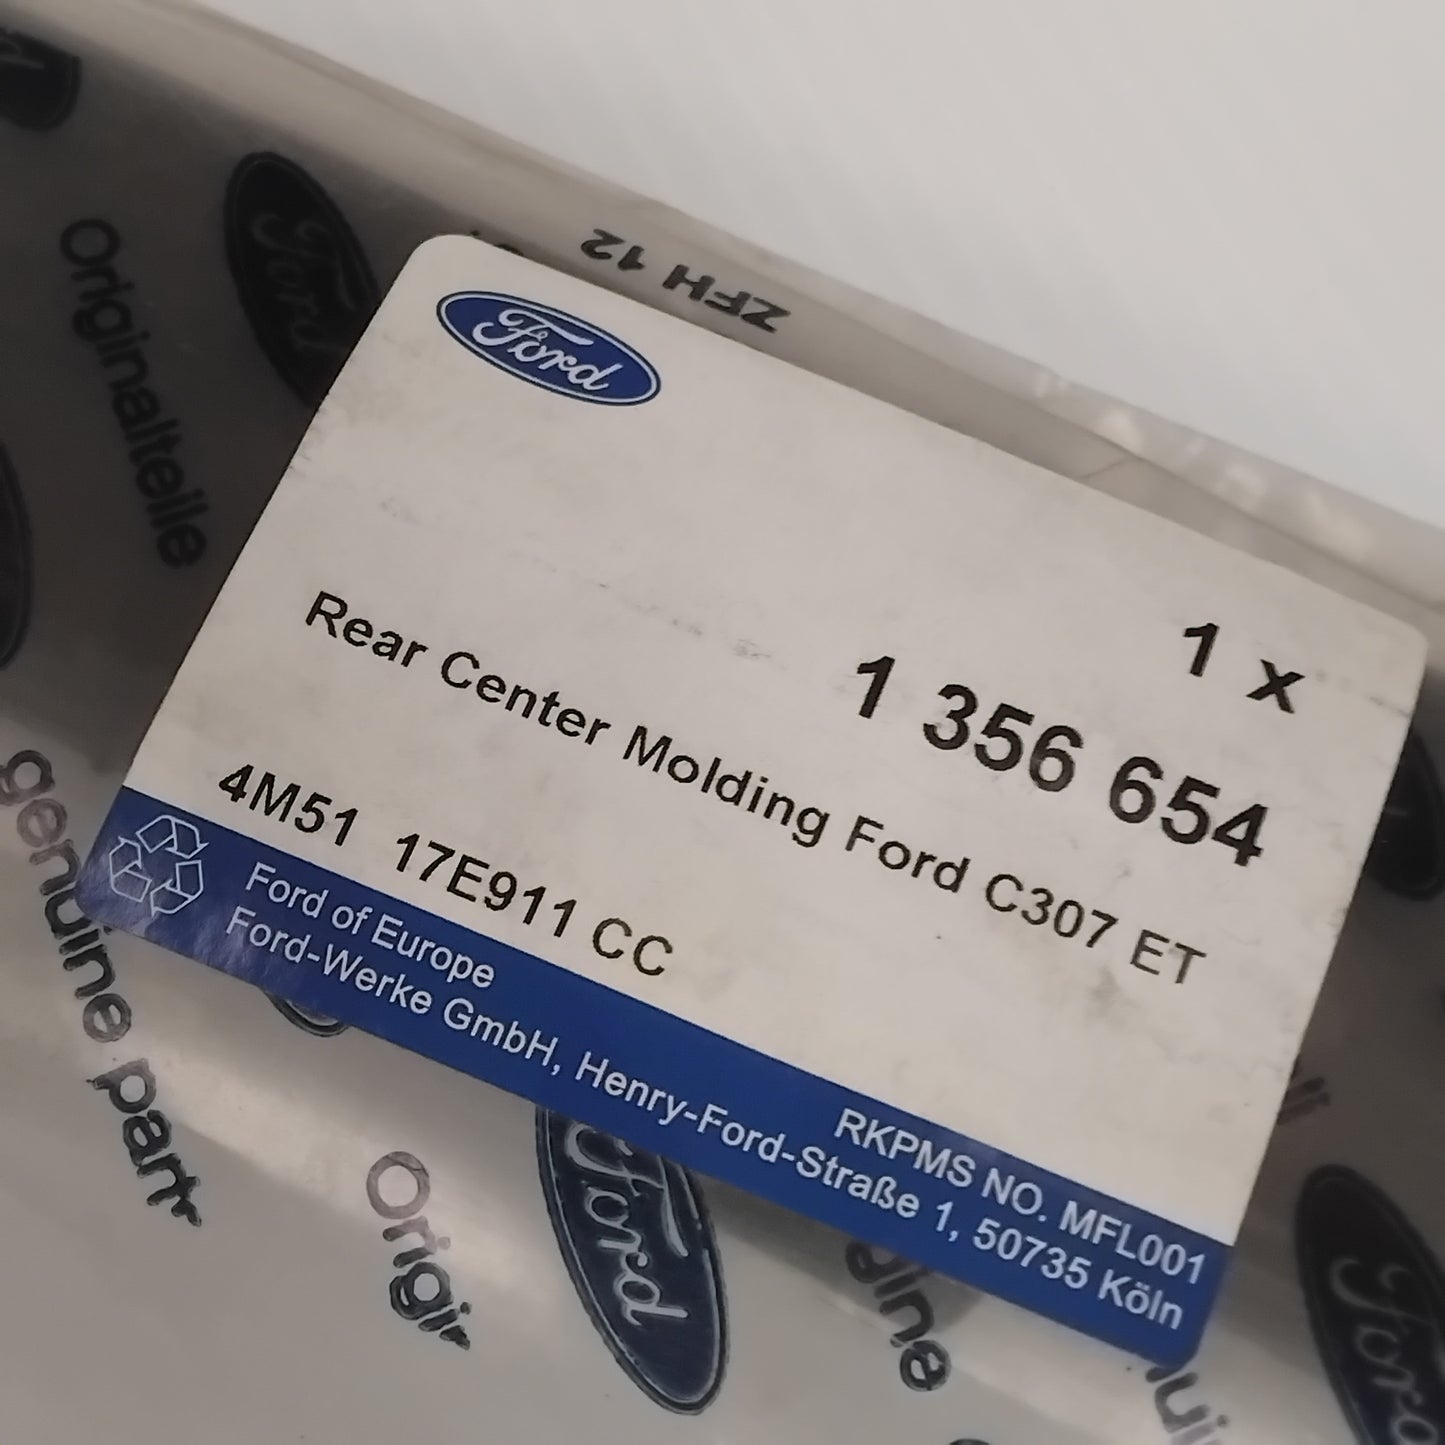 ZFH 12
Ford
1 x
1 356 654
Rear Center Molding Ford C307 ET
4M51 17E911 CC
Ford of Europe
RKPMS NO. MFL001
Ford-Werke GmbH, Henry-Ford-Straße 1, 50735 Köln
Ford
Originalteile
genuine part
Origi
Ford
uine
Ford